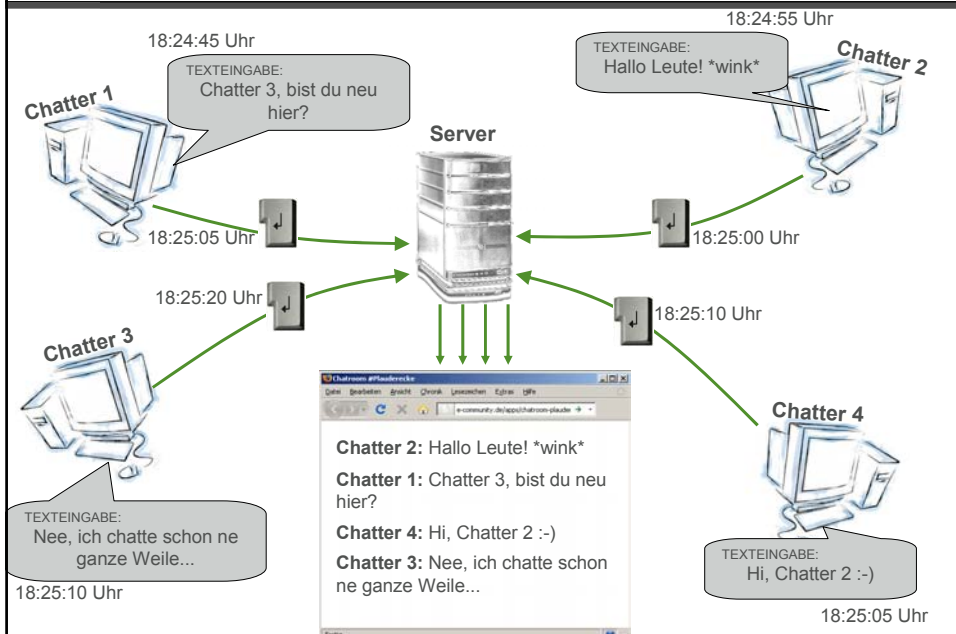 18:24:55 Uhr
18:24:45 Uhr
TEXTEINGABE:
Chatter 3, bist du neu
hier?
Chatter 1
TEXTEINGABE:
Hallo Leute! *wink*
Chatter 2
Server
18:25:05 Uhr
18:25:00 Uhr
18:25:20 Uhr
18:25:10 Uhr
Chatter 3
Chatter 4
Chatroom #Plauderecke
Datei Bearbeiten Ansicht Chronik Lesezeichen Extras Hilfe
e-community.de/apps/chatroom-plaude
Chatter 2: Hallo Leute! *wink*
Chatter 1: Chatter 3, bist du neu
hier?
Chatter 4: Hi, Chatter 2 :-)
Chatter 3: Nee, ich chatte schon
ne ganze Weile...
TEXTEINGABE:
Nee, ich chatte schon ne
ganze Weile...
18:25:10 Uhr
TEXTEINGABE:
Hi, Chatter 2 :-)
18:25:05 Uhr